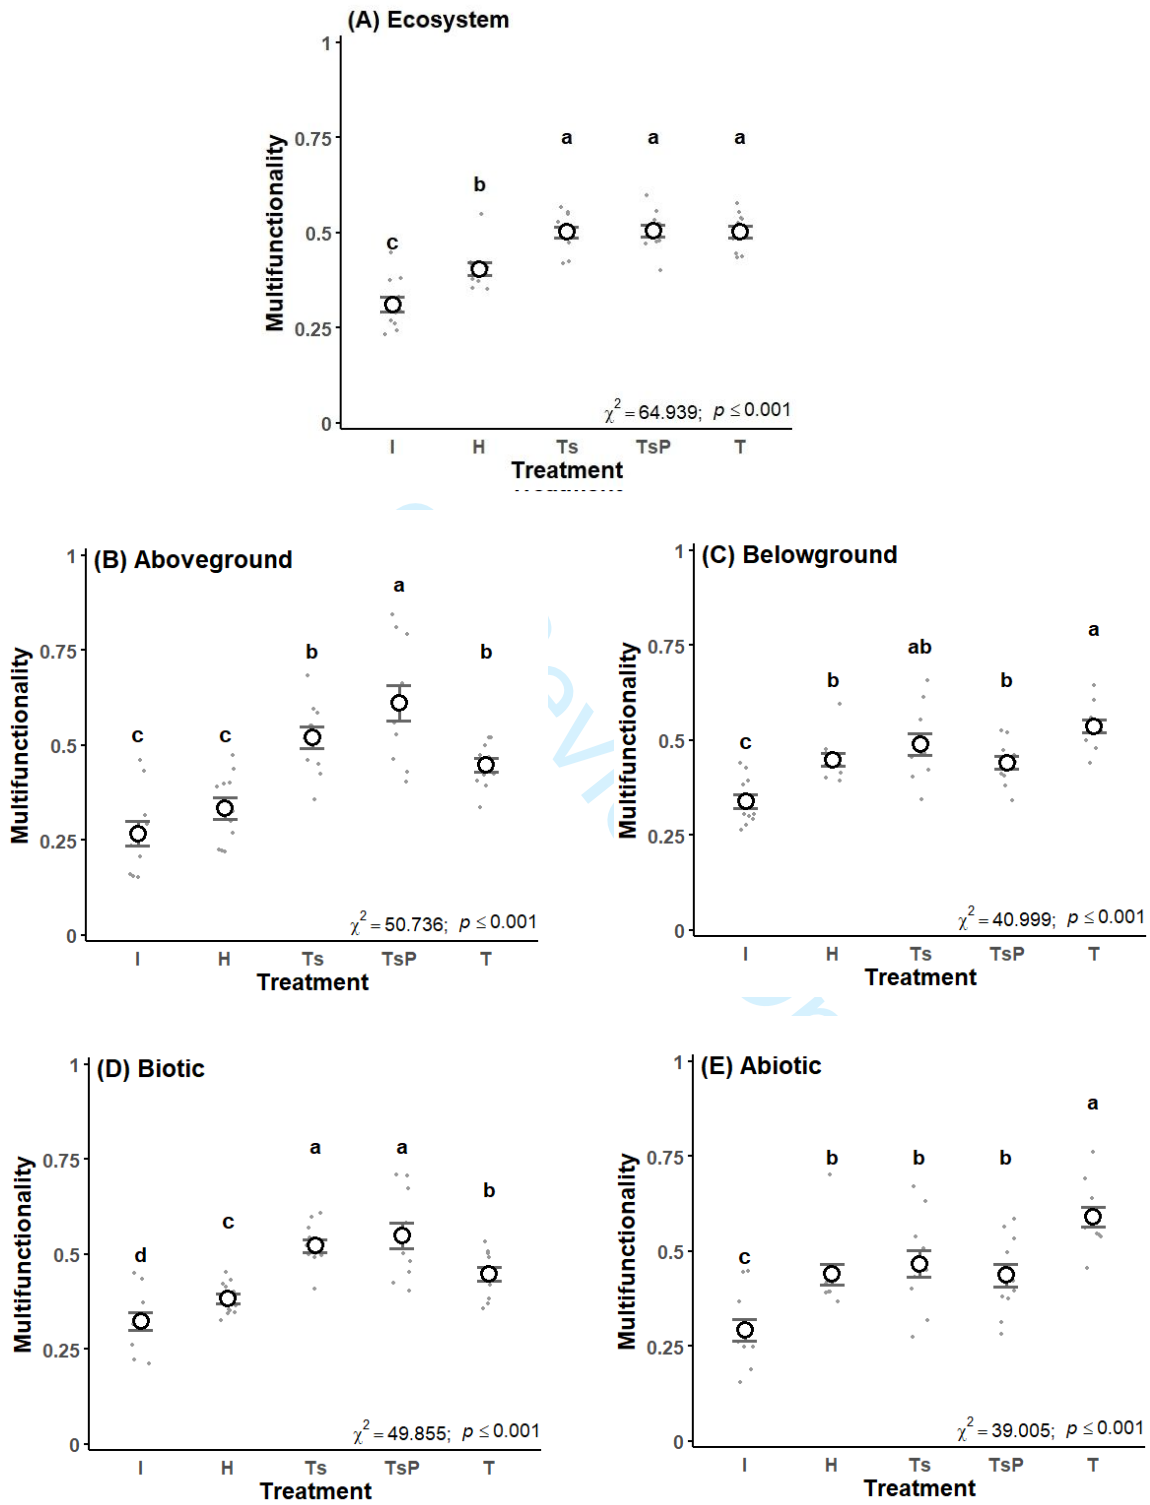 (A) Ecosystem
1
0.75
0.5
0.25
0
Multifunctionality
c
b
a
a
a
χ2 = 64.939; p ≤ 0.001
I H Ts TsP T
Treatment
(B) Aboveground
1
0.75
0.5
0.25
0
Multifunctionality
c
c
b
a
b
χ2 = 50.736; p ≤ 0.001
I H Ts TsP T
Treatment
(C) Belowground
1
0.75
0.5
0.25
0
Multifunctionality
c
b
ab
b
a
χ2 = 40.999; p ≤ 0.001
I H Ts TsP T
Treatment
(D) Biotic
1
0.75
0.5
0.25
0
Multifunctionality
d
c
a
a
b
χ2 = 49.855; p ≤ 0.001
I H Ts TsP T
Treatment
(E) Abiotic
1
0.75
0.5
0.25
0
Multifunctionality
c
b
b
b
a
χ2 = 39.005; p ≤ 0.001
I H Ts TsP T
Treatment